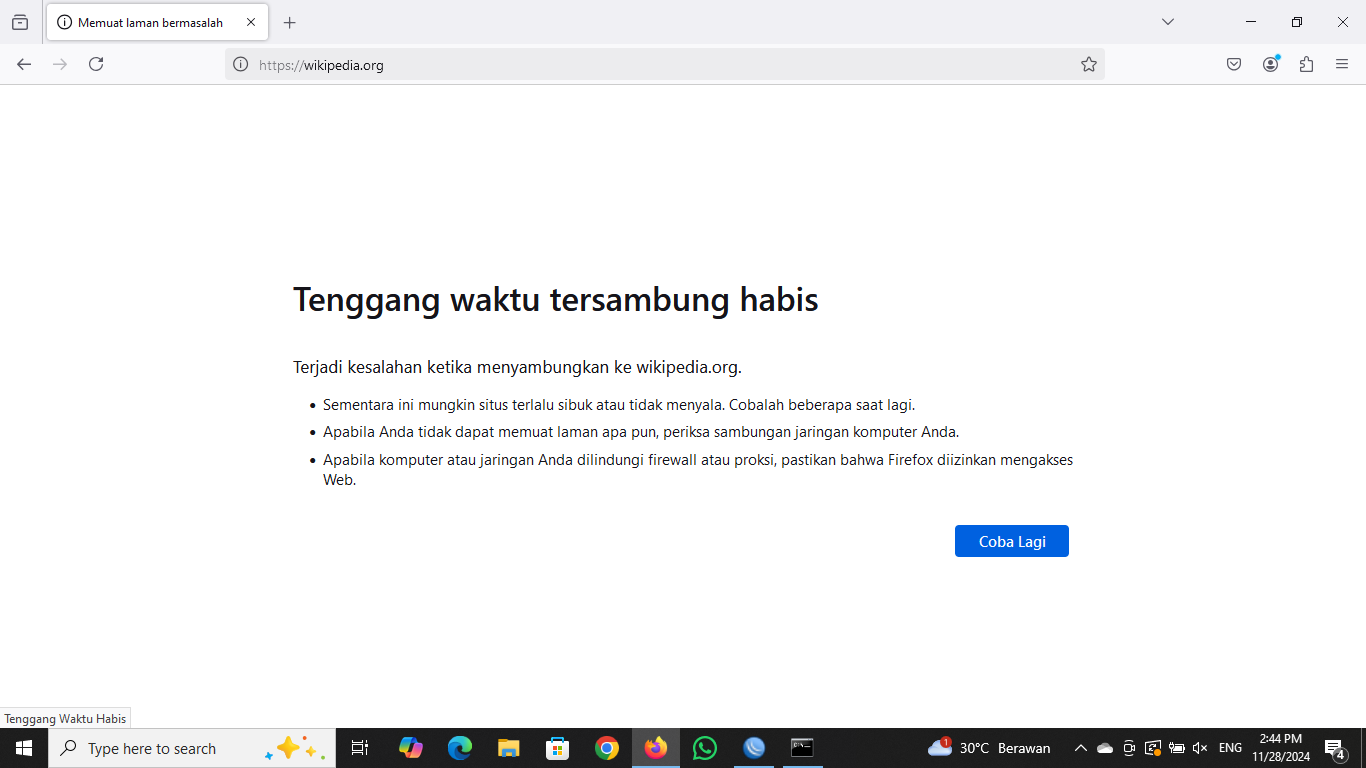 Memuat laman bermasalah
https://wikipedia.org
Tenggang waktu tersambung habis
Terjadi kesalahan ketika menyambungkan ke wikipedia.org.
• Sementara ini mungkin situs terlalu sibuk atau tidak menyala. Cobalah beberapa saat lagi.
• Apabila Anda tidak dapat memuat laman apa pun, periksa sambungan jaringan komputer Anda.
• Apabila komputer atau jaringan Anda dilindungi firewall atau proksi, pastikan bahwa Firefox diizinkan mengakses
Web.
Coba Lagi
Tenggang Waktu Habis
Type here to search
1
30°C Berawan
ENG
2:44 PM
11/28/2024
4